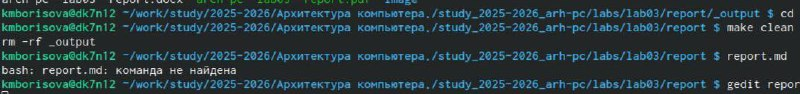 kmborisova@dk7n12 ~/work/study/2025-2026/Архитектура компьютера./study_2025-2026_arh-pc/labs/lab03/report/_output $ cd
kmborisova@dk7n12 ~/work/study/2025-2026/Архитектура компьютера./study_2025-2026_arh-pc/labs/lab03/report $ make clean
rm -rf _output
kmborisova@dk7n12 ~/work/study/2025-2026/Архитектура компьютера./study_2025-2026_arh-pc/labs/lab03/report $ report.md
bash: report.md: команда не найдена
kmborisova@dk7n12 ~/work/study/2025-2026/Архитектура компьютера./study_2025-2026_arh-pc/labs/lab03/report $ gedit repor